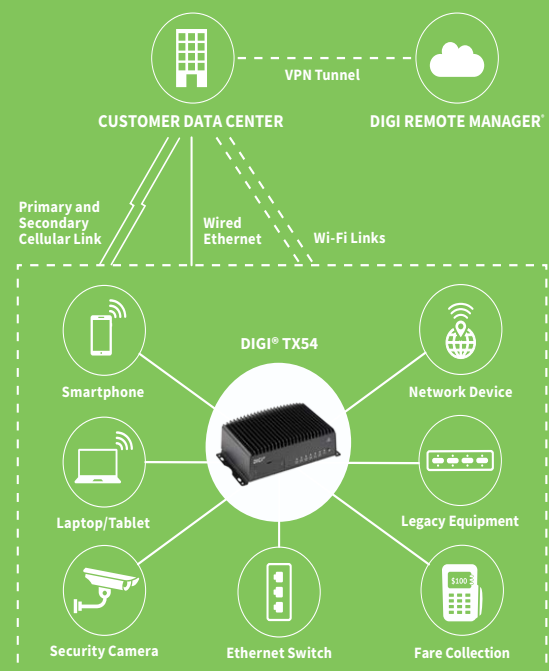 VPN Tunnel
CUSTOMER DATA CENTER
DIGI REMOTE MANAGER®
Primary and
Secondary
Cellular Link
Wired
Ethernet
Wi-Fi Links
DIGI® TX54
Smartphone
Network Device
DIGI
Laptop/Tablet
Legacy Equipment
$100
Security Camera
Ethernet Switch
Fare Collection